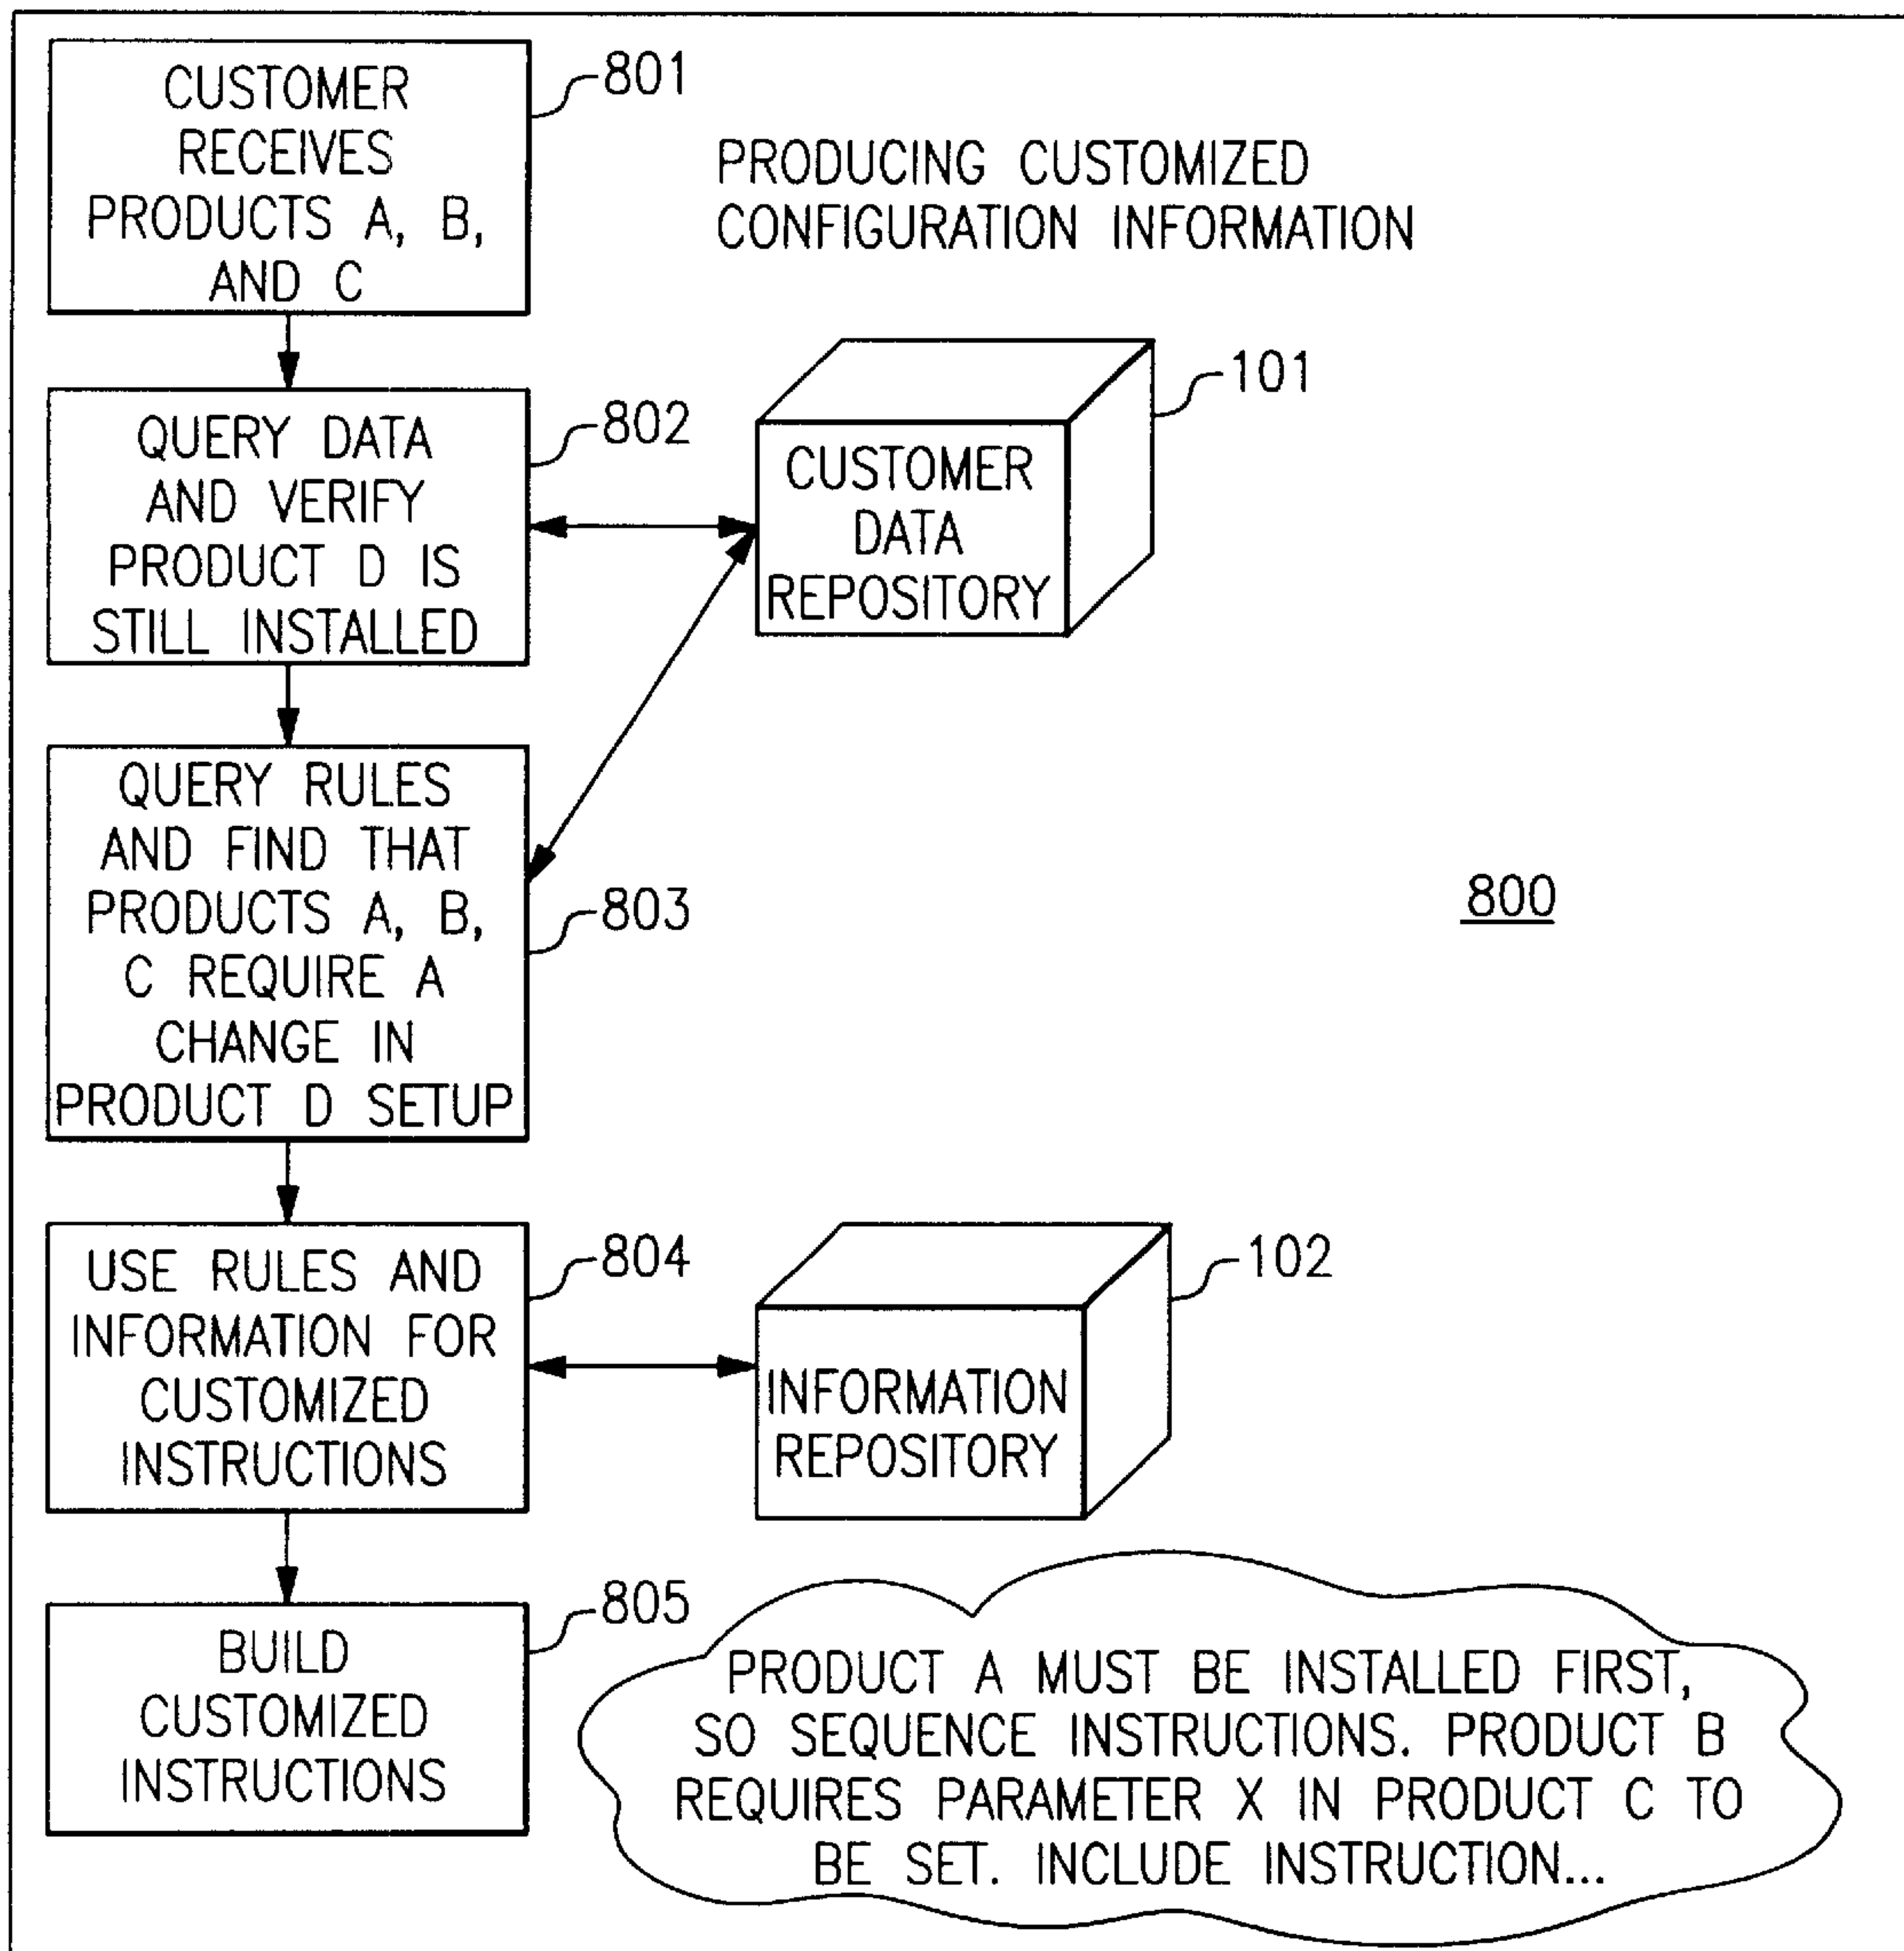 CUSTOMER
RECEIVES
PRODUCTS A, B,
AND C
801
PRODUCING CUSTOMIZED
CONFIGURATION INFORMATION
QUERY DATA
AND VERIFY
PRODUCT D IS
STILL INSTALLED
802
CUSTOMER
DATA
REPOSITORY
101
QUERY RULES
AND FIND THAT
PRODUCTS A, B,
C REQUIRE A
CHANGE IN
PRODUCT D SETUP
803
800
USE RULES AND
INFORMATION FOR
CUSTOMIZED
INSTRUCTIONS
804
INFORMATION
REPOSITORY
102
BUILD
CUSTOMIZED
INSTRUCTIONS
805
PRODUCT A MUST BE INSTALLED FIRST,
SO SEQUENCE INSTRUCTIONS. PRODUCT B
REQUIRES PARAMETER X IN PRODUCT C TO
BE SET. INCLUDE INSTRUCTION...